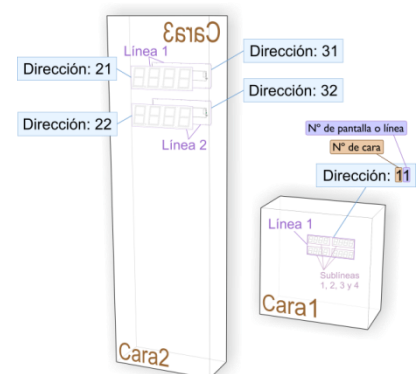 Cara3
Línea 1
Dirección: 21
Dirección: 31
Dirección: 32
Dirección: 22
Línea 2
Cara2
Nº de pantalla o línea
Nº de cara
Dirección: 11
Línea 1
Sublíneas
1, 2, 3 y 4
Cara1